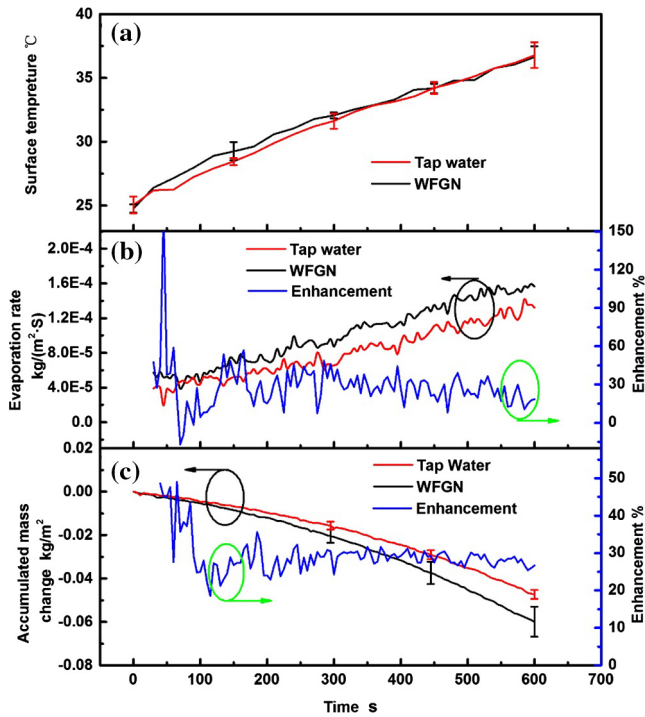 (a)
40
35
30
25
Surface tempreture ℃
Tap water
WFGN
(b)
2.0E-4
1.6E-4
1.2E-4
8.0E-5
4.0E-5
0.0
Evaporation rate
kg/(m²·S)
Tap water
WFGN
Enhancement
150
120
90
60
30
0
Enhancement %
(c)
0.02
0.00
-0.02
-0.04
-0.06
-0.08
Accumulated mass
change kg/m²
Tap Water
WFGN
Enhancement
50
40
30
20
10
0
Enhancement %
0 100 200 300 400 500 600 700
Time s